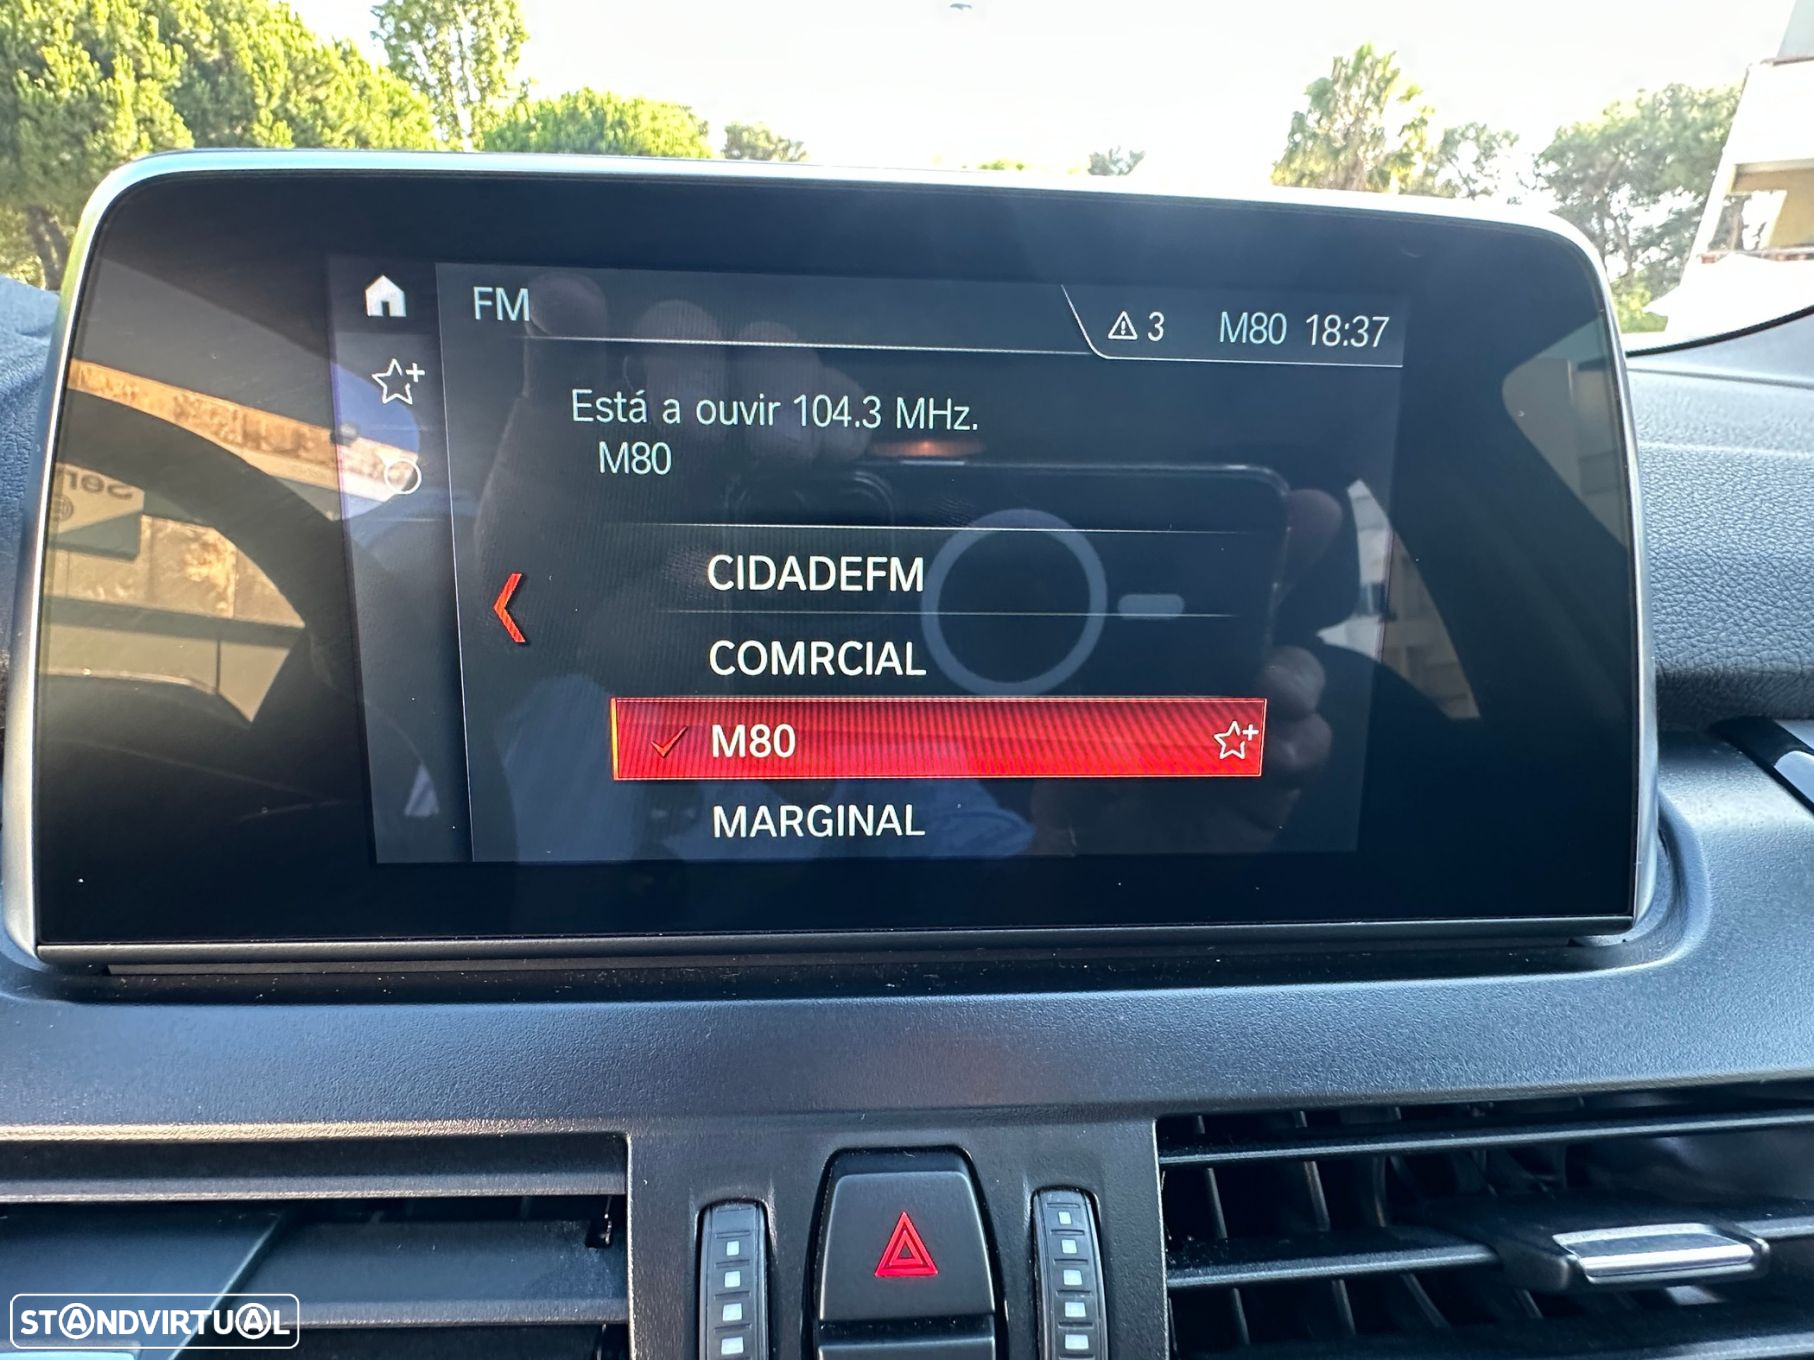 FM
3 M80 18:37
Está a ouvir 104.3 MHz.
M80
CIDADEFM
COMRCIAL
M80
MARGINAL
STANDVIRTUAL